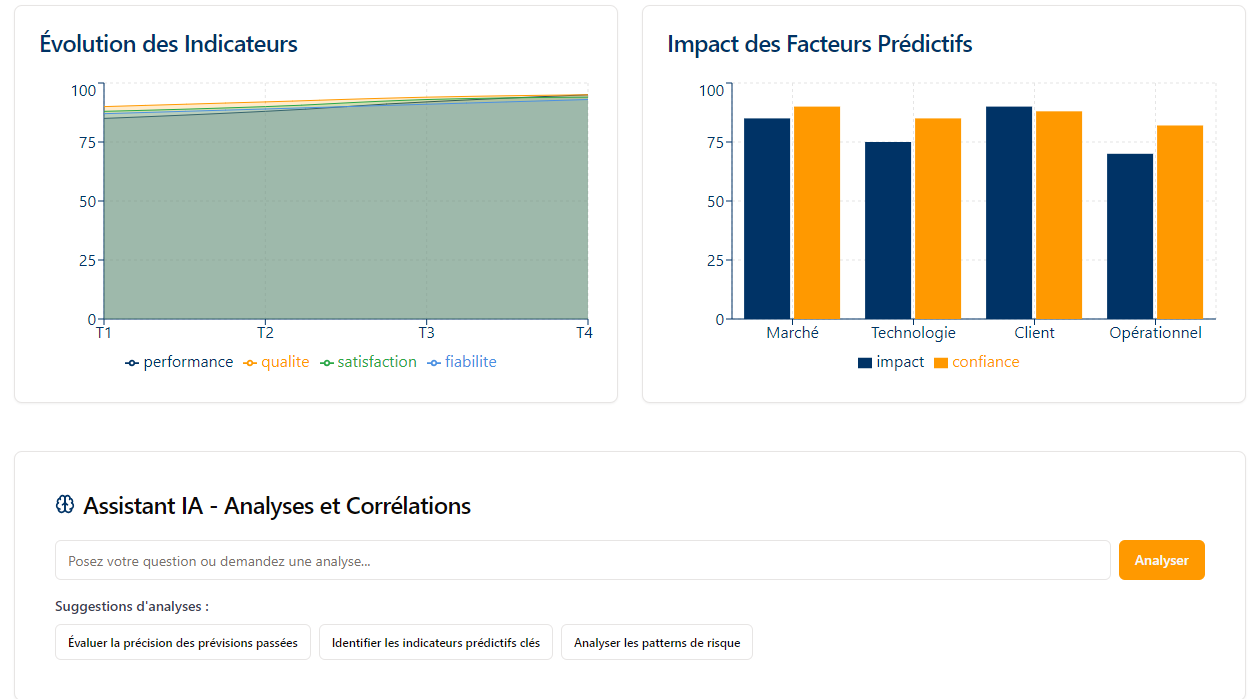 Évolution des Indicateurs
100
75
50
25
0
T1 T2 T3 T4
performance qualite satisfaction fiabilite
Impact des Facteurs Prédictifs
100
75
50
25
0
Marché Technologie Client Opérationnel
impact confiance
Assistant IA - Analyses et Corrélations
Posez votre question ou demandez une analyse... Analyser
Suggestions d'analyses :
Évaluer la précision des prévisions passées Identifier les indicateurs prédictifs clés Analyser les patterns de risque